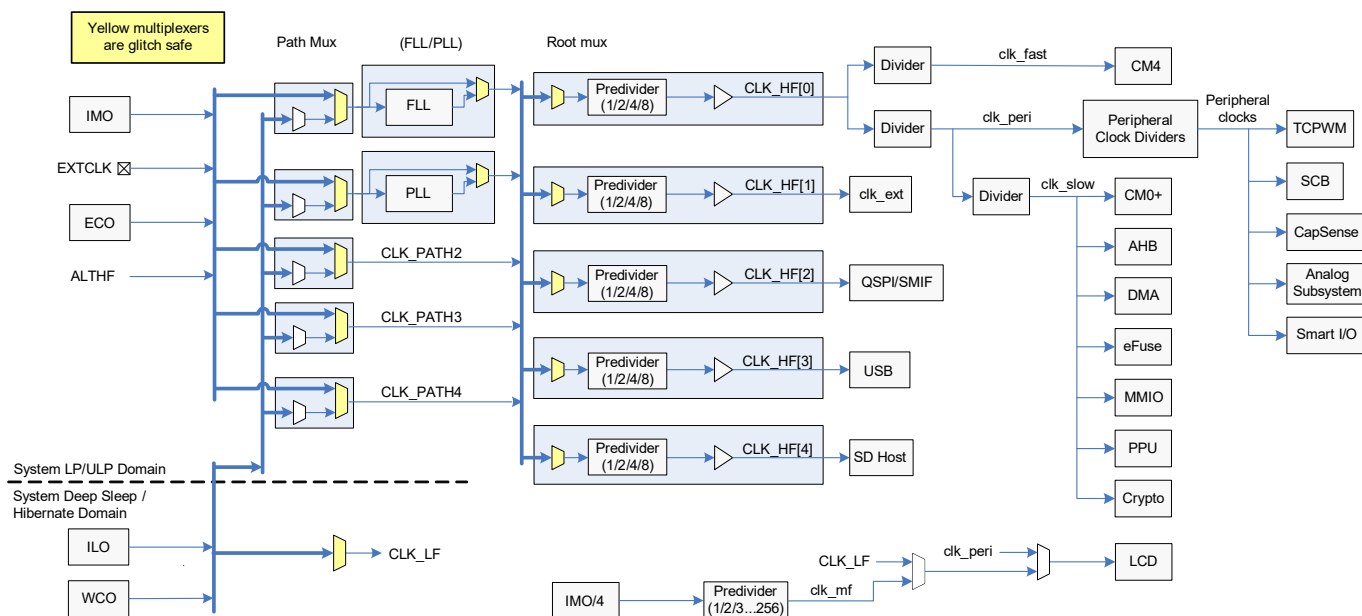 Yellow multiplexers
are glitch safe
Path Mux
(FLL/PLL)
Root mux
IMO
EXTCLK
ECO
ALTHF
FLL
PLL
CLK_PATH2
CLK_PATH3
CLK_PATH4
Predivider
(1/2/4/8)
CLK_HF[0]
Predivider
(1/2/4/8)
CLK_HF[1]
clk_ext
Predivider
(1/2/4/8)
CLK_HF[2]
QSPI/SMIF
Predivider
(1/2/4/8)
CLK_HF[3]
USB
Predivider
(1/2/4/8)
CLK_HF[4]
SD Host
Divider
clk_fast
CM4
Divider
clk_peri
Peripheral
Clock Dividers
Peripheral
clocks
TCPWM
SCB
CapSense
Analog
Subsystem
Smart I/O
Divider
clk_slow
CM0+
AHB
DMA
eFuse
MMIO
PPU
Crypto
System LP/ULP Domain
System Deep Sleep /
Hibernate Domain
ILO
WCO
CLK_LF
IMO/4
Predivider
(1/2/3...256)
clk_mf
CLK_LF
clk_peri
LCD